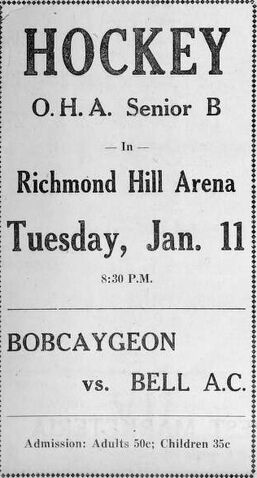 HOCKEY
O. H. A. Senior B
— In —
Richmond Hill Arena
Tuesday, Jan. 11
8:30 P.M.
BOBCAYGEON
vs. BELL A.C.
Admission: Adults 50c; Children 35c